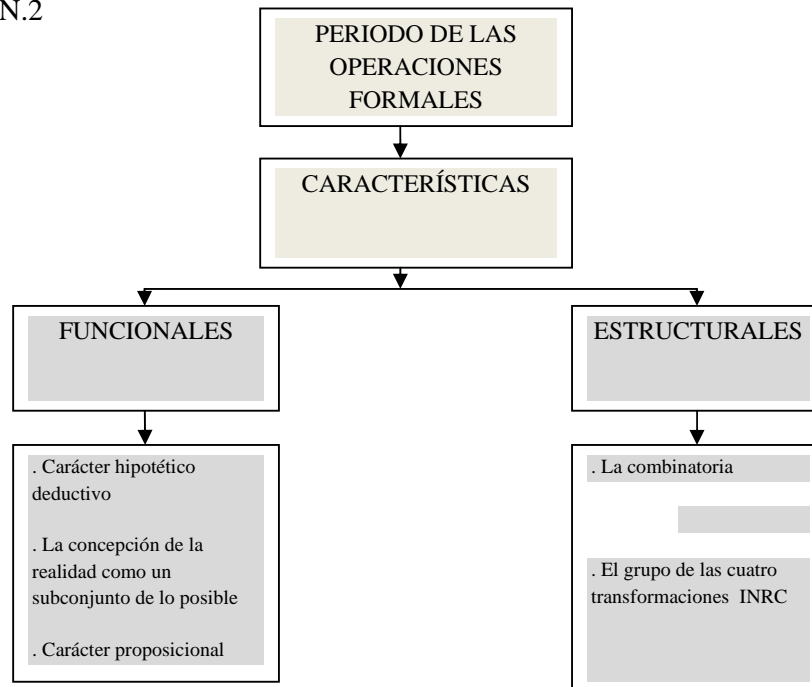 N.2
PERIODO DE LAS
OPERACIONES
FORMALES
CARACTERÍSTICAS
FUNCIONALES
ESTRUCTURALES
. Carácter hipotético
deductivo
. La concepción de la
realidad como un
subconjunto de lo posible
. Carácter proposicional
. La combinatoria
. El grupo de las cuatro
transformaciones INRC